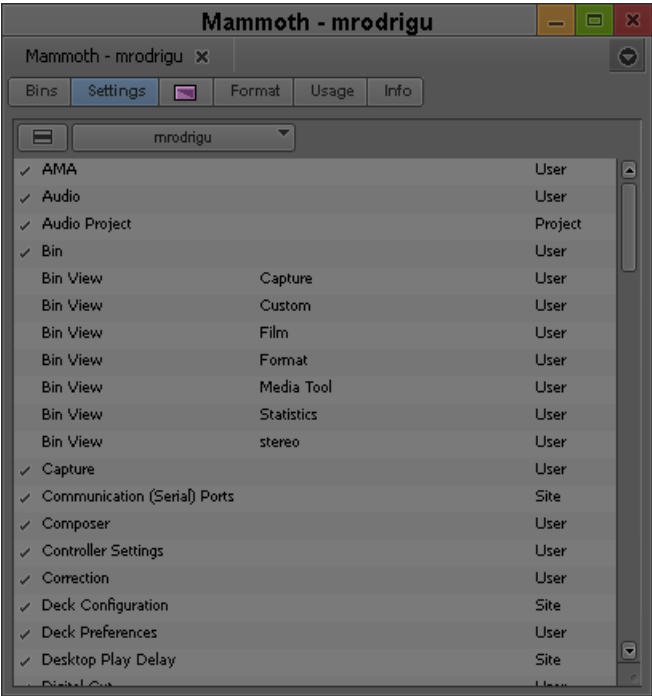 Mammoth - mrodrigu
Mammoth - mrodrigu
Bins Settings Format Usage Info
mrodrigu
AMA User
Audio User
Audio Project Project
Bin User
Bin View Capture User
Bin View Custom User
Bin View Film User
Bin View Format User
Bin View Media Tool User
Bin View Statistics User
Bin View stereo User
Capture User
Communication (Serial) Ports Site
Composer User
Controller Settings User
Correction User
Deck Configuration Site
Deck Preferences User
Desktop Play Delay Site
Digital Cut User